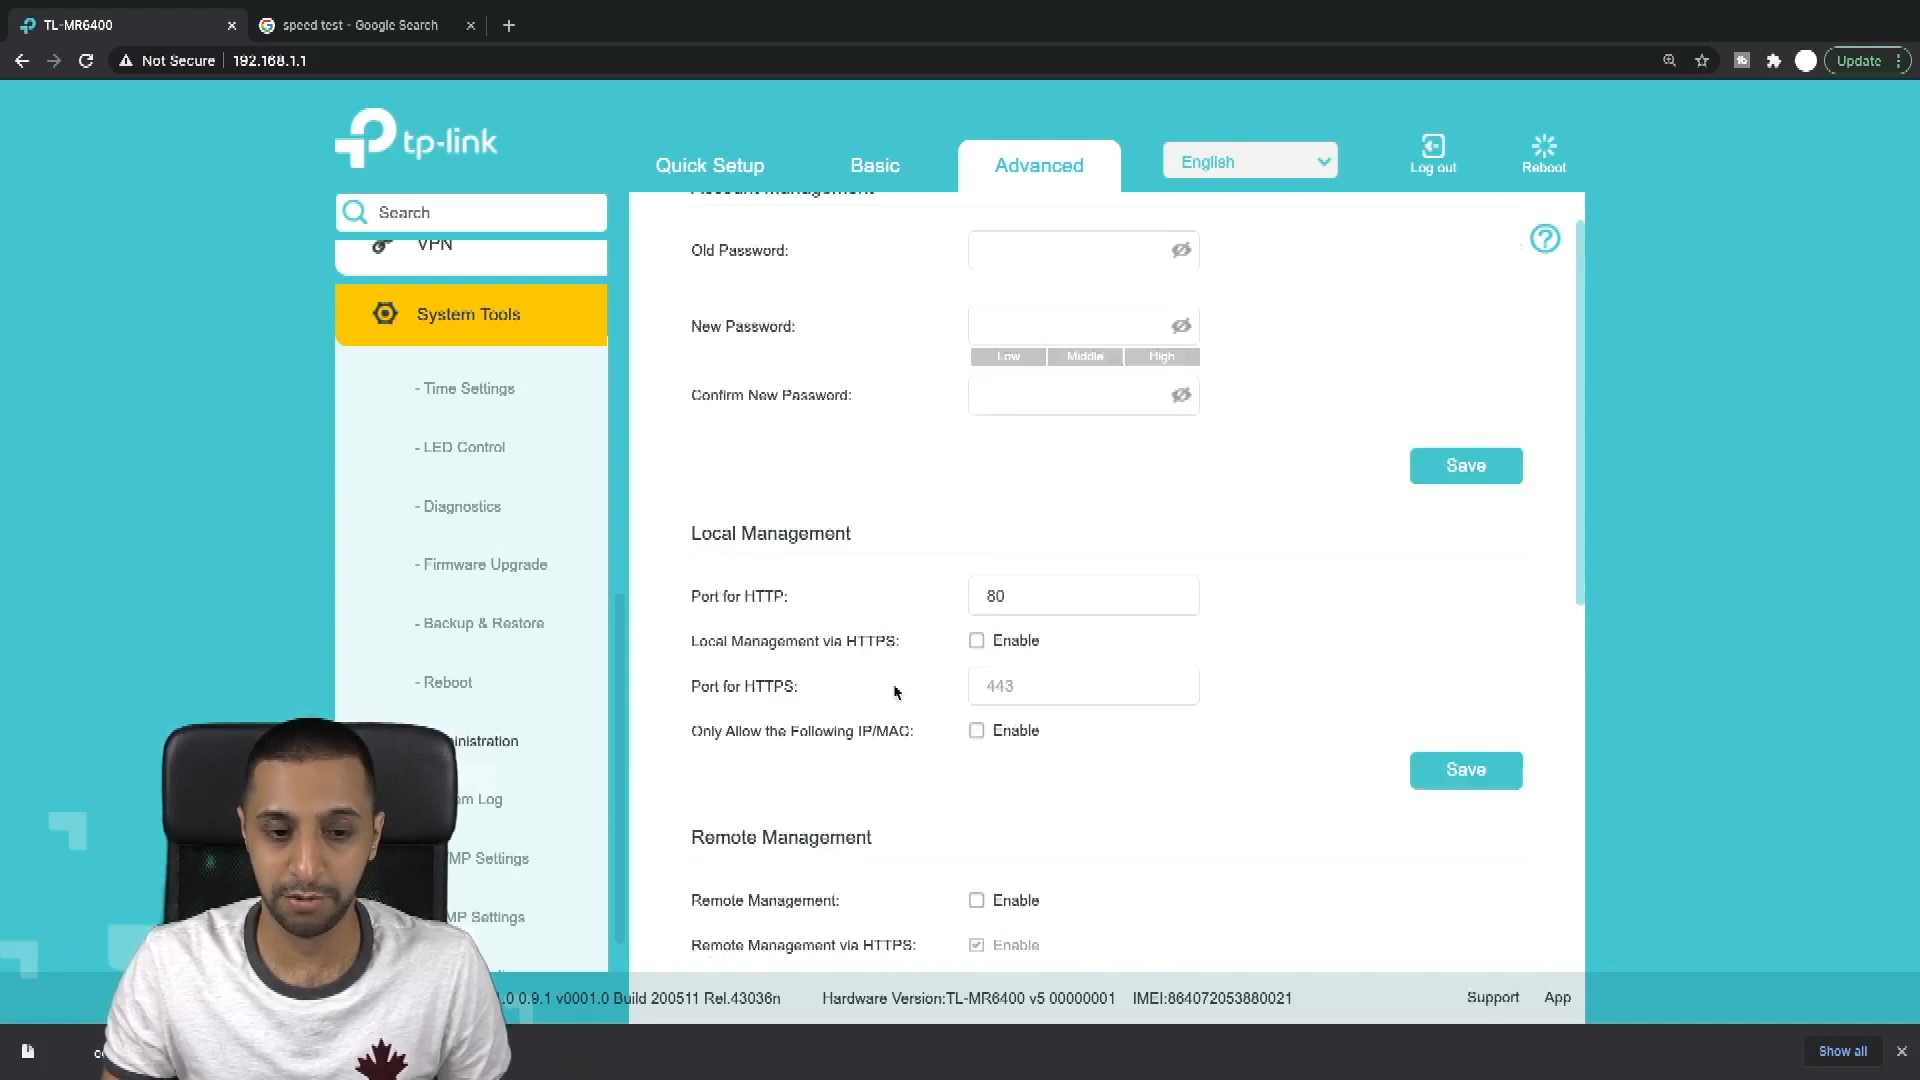 TL-MR6400
speed test - Google Search
Not Secure
192.168.1.1
Update
tp-link
Quick Setup
Basic
Advanced
English
Log out
Reboot
Search
VPN
System Tools
- Time Settings
- LED Control
- Diagnostics
- Firmware Upgrade
- Backup & Restore
- Reboot
Account Management
Old Password:
New Password:
Low
Middle
High
Confirm New Password:
Save
Local Management
Port for HTTP:
80
Local Management via HTTPS:
Enable
Port for HTTPS:
443
Only Allow the Following IP/MAC:
Enable
Save
Remote Management
Remote Management:
Enable
Remote Management via HTTPS:
Enable
inistration
em Log
MP Settings
MP Settings
.0 0.9.1 v0001.0 Build 200511 Rel.43036n
Hardware Version:TL-MR6400 v5 00000001
IMEI:864072053880021
Support
App
Show all